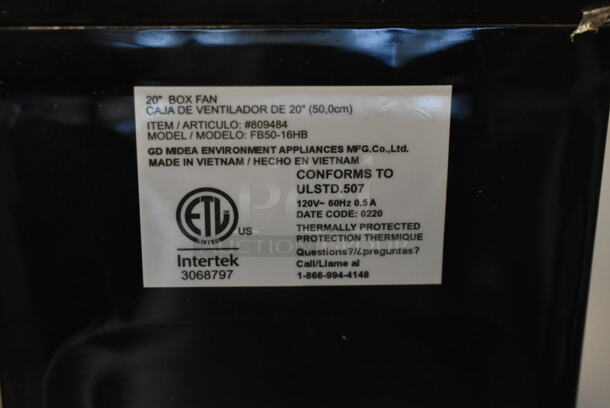 20" BOX FAN
CAJA DE VENTILADOR DE 20" (50,0cm)
ITEM / ARTICULO: #809484
MODEL / MODELO: FB50-16HB
GD MIDEA ENVIRONMENT APPLIANCES MFG.Co.,Ltd.
MADE IN VIETNAM / HECHO EN VIETNAM
CONFORMS TO
ULSTD.507
120V~ 60Hz 0.5 A
DATE CODE: 0220
THERMALLY PROTECTED
PROTECTION THERMIQUE
Questions?/¿preguntas?
Call/Llame al
1-866-994-4148
ETL
LISTED
US
Intertek
3068797